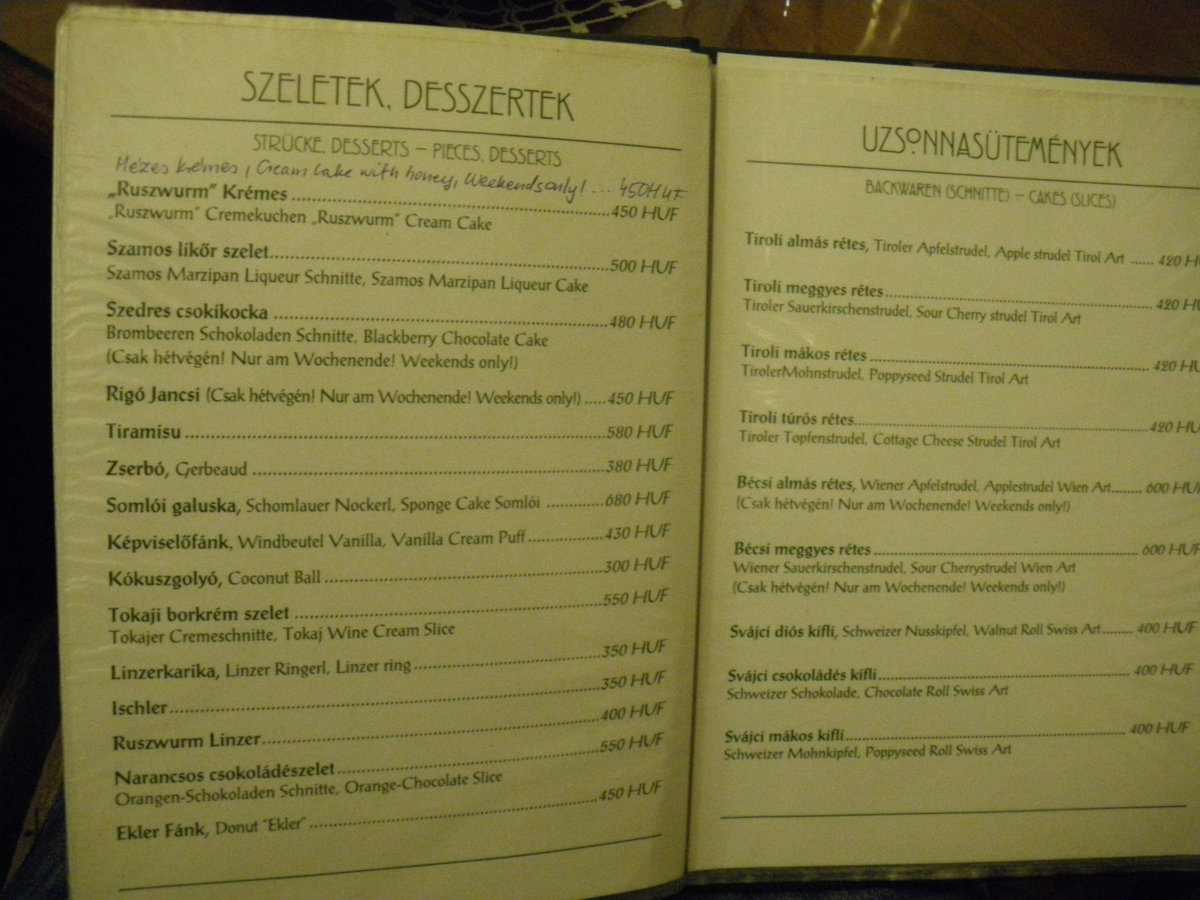 SZELETEK, DESSZERTEK
STRÜCKE, DESSERTS – PIECES, DESSERTS
Mézes krémes, Cream cake with honey, Weekends only! ... 450 HUF
„Ruszwurm” Krémes ... 450 HUF
„Ruszwurm” Cremekuchen „Ruszwurm” Cream Cake
Szamos likőr szelet ... 500 HUF
Szamos Marzipan Liqueur Schnitte, Szamos Marzipan Liqueur Cake
Szedres csokikocka ... 480 HUF
Brombeeren Schokoladen Schnitte, Blackberry Chocolate Cake
(Csak hétvégén! Nur am Wochenende! Weekends only!)
Rigó Jancsi (Csak hétvégén! Nur am Wochenende! Weekends only!) ..... 450 HUF
Tiramisu ... 580 HUF
Zserbó, Gerbeaud ... 380 HUF
Somlói galuska, Schomlauer Nockerl, Sponge Cake Somlói ... 680 HUF
Képviselőfánk, Windbeutel Vanilla, Vanilla Cream Puff ... 430 HUF
Kókuszgolyó, Coconut Ball ... 300 HUF
Tokaji borkrém szelet ... 550 HUF
Tokajer Cremeschnitte, Tokaj Wine Cream Slice
Linzerkarika, Linzer Ringerl, Linzer ring ... 350 HUF
Ischler ... 350 HUF
Ruszwurm Linzer ... 400 HUF
Narancsos csokoládészelet ... 550 HUF
Orangen-Schokoladen Schnitte, Orange-Chocolate Slice
Ekler Fánk, Donut "Ekler" ... 450 HUF
UZSONNASÜTEMÉNYEK
BACKWAREN (SCHNITTE) – CAKES (SLICES)
Tiroli almás rétes, Tiroler Apfelstrudel, Apple strudel Tirol Art ..... 420 HU
Tiroli meggyes rétes ... 420 HU
Tiroler Sauerkirschenstrudel, Sour Cherry strudel Tirol Art
Tiroli mákos rétes ... 420 HU
TirolerMohnstrudel, Poppyseed Strudel Tirol Art
Tiroli túrós rétes ... 420 HU
Tiroler Topfenstrudel, Cottage Cheese Strudel Tirol Art
Bécsi almás rétes, Wiener Apfelstrudel, Applestrudel Wien Art ... 600 HU
(Csak hétvégén! Nur am Wochenende! Weekends only!)
Bécsi meggyes rétes ... 600 HUF
Wiener Sauerkirschenstrudel, Sour Cherrystrudel Wien Art
(Csak hétvégén! Nur am Wochenende! Weekends only!)
Svájci diós kifli, Schweizer Nusskipfel, Walnut Roll Swiss Art ... 400 HUF
Svájci csokoládés kifli ... 400 HUF
Schweizer Schokolade, Chocolate Roll Swiss Art
Svájci mákos kifli ... 400 HUF
Schweizer Mohnkipfel, Poppyseed Roll Swiss Art